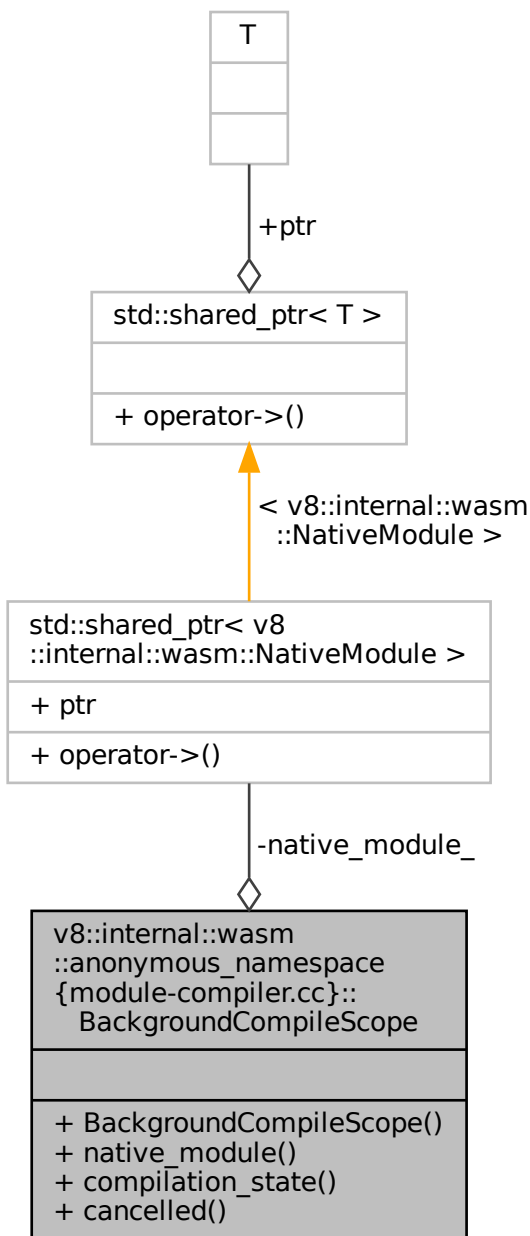 T
+ptr
std::shared_ptr< T >
+ operator->()
< v8::internal::wasm
::NativeModule >
std::shared_ptr< v8
::internal::wasm::NativeModule >
+ ptr
+ operator->()
-native_module_
v8::internal::wasm
::anonymous_namespace
{module-compiler.cc}::
BackgroundCompileScope
+ BackgroundCompileScope()
+ native_module()
+ compilation_state()
+ cancelled()